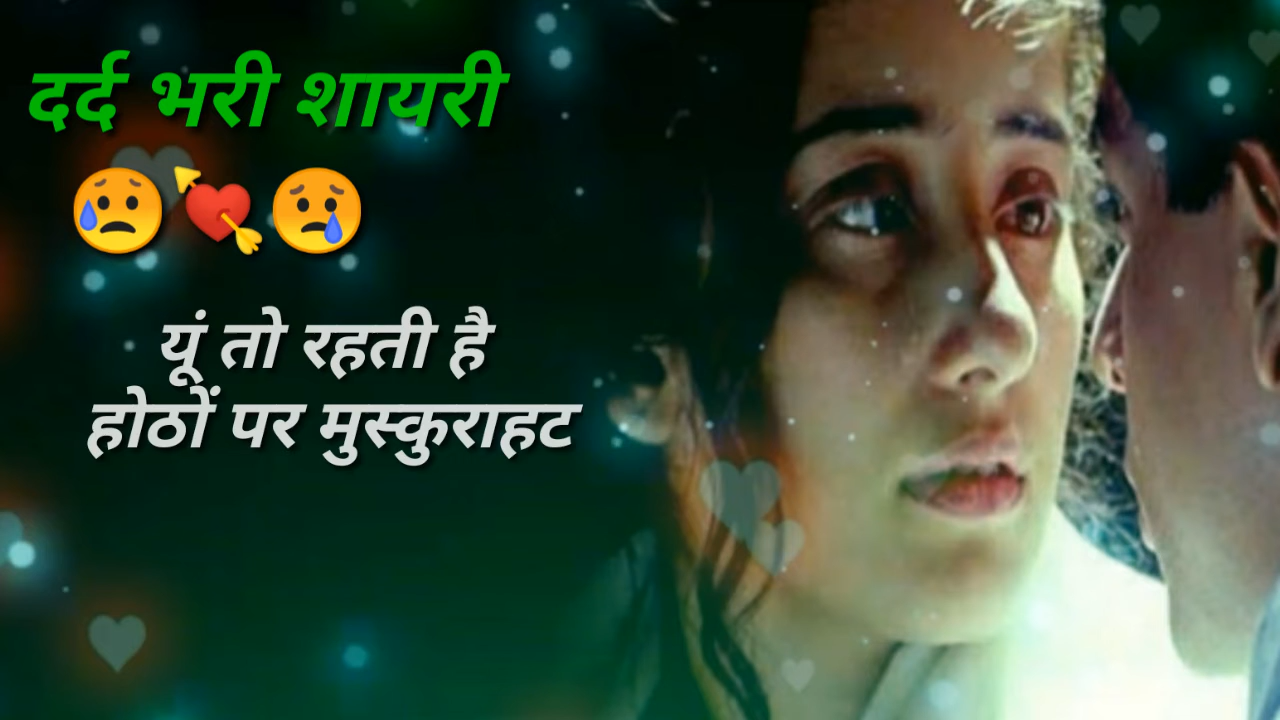 दर्द भरी शायरी
😥💘😢
यूं तो रहती है
होठों पर मुस्कुराहट